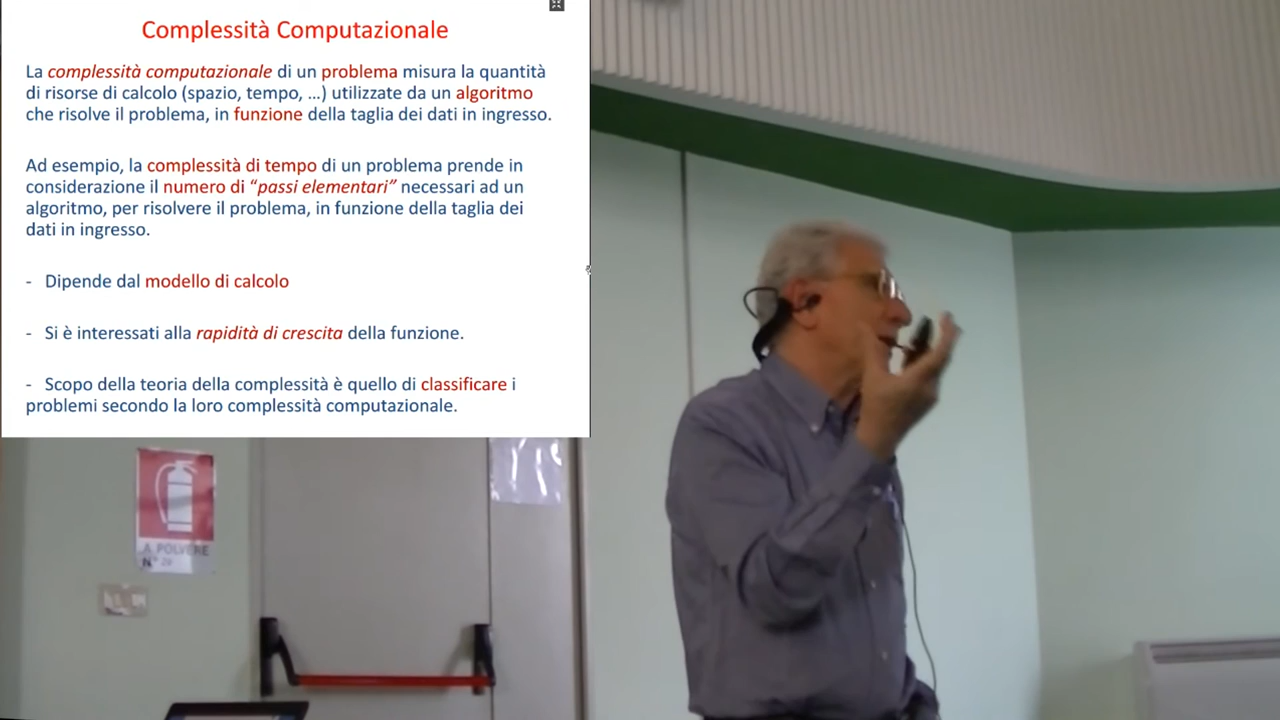 Complessità Computazionale
La complessità computazionale di un problema misura la quantità
di risorse di calcolo (spazio, tempo, …) utilizzate da un algoritmo
che risolve il problema, in funzione della taglia dei dati in ingresso.
Ad esempio, la complessità di tempo di un problema prende in
considerazione il numero di “passi elementari” necessari ad un
algoritmo, per risolvere il problema, in funzione della taglia dei
dati in ingresso.
- Dipende dal modello di calcolo
- Si è interessati alla rapidità di crescita della funzione.
- Scopo della teoria della complessità è quello di classificare i
problemi secondo la loro complessità computazionale.
A POLVERE
N° 29